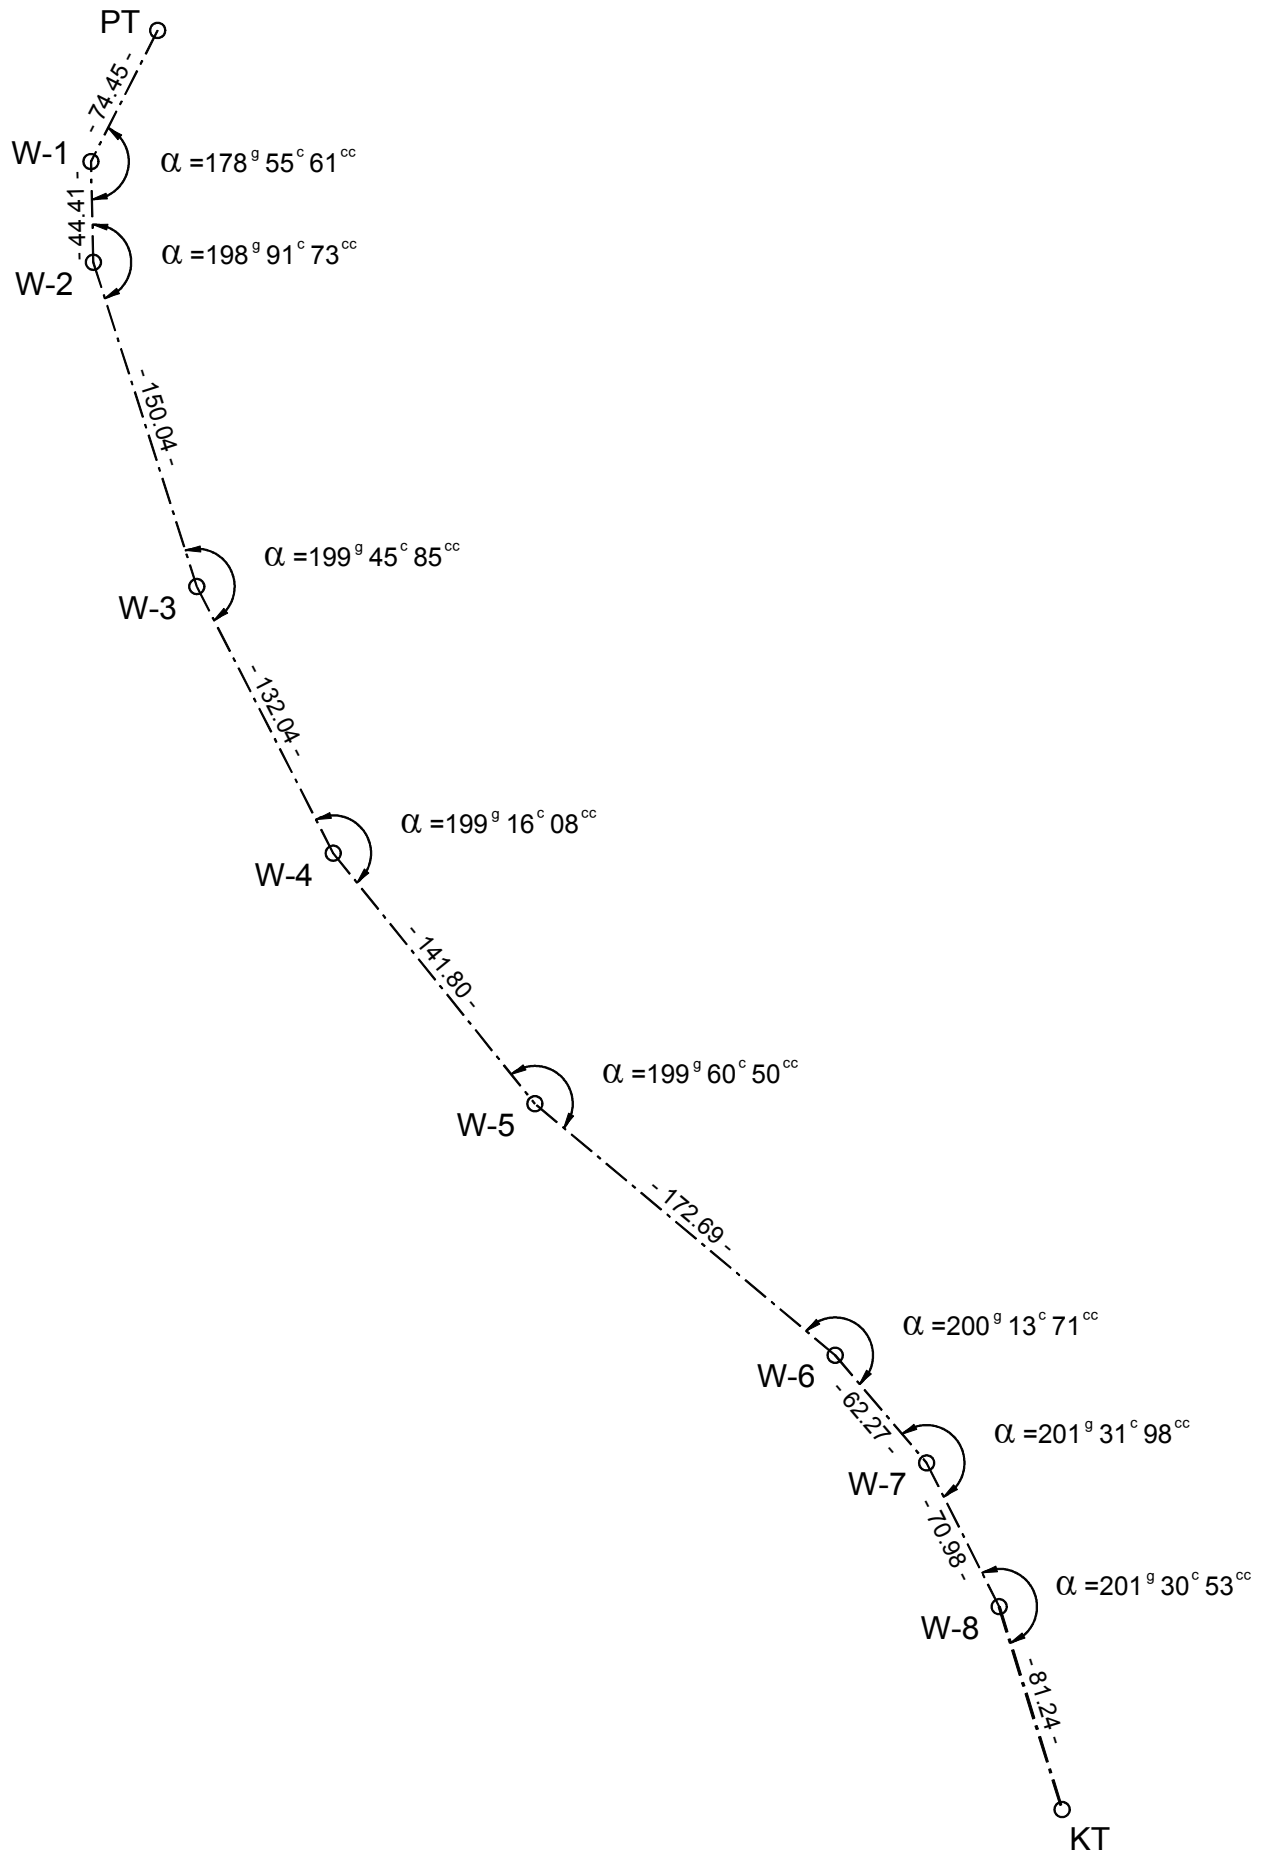 PT
- 74.45 -
W-1
α =178 g 55 c 61 cc
- 44.41 -
α =198 g 91 c 73 cc
W-2
- 150.04 -
α =199 g 45 c 85 cc
W-3
- 132.04 -
α =199 g 16 c 08 cc
W-4
- 141.80 -
α =199 g 60 c 50 cc
W-5
- 172.69 -
α =200 g 13 c 71 cc
W-6
- 62.27 -
α =201 g 31 c 98 cc
W-7
- 70.98 -
α =201 g 30 c 53 cc
W-8
- 81.24 -
KT